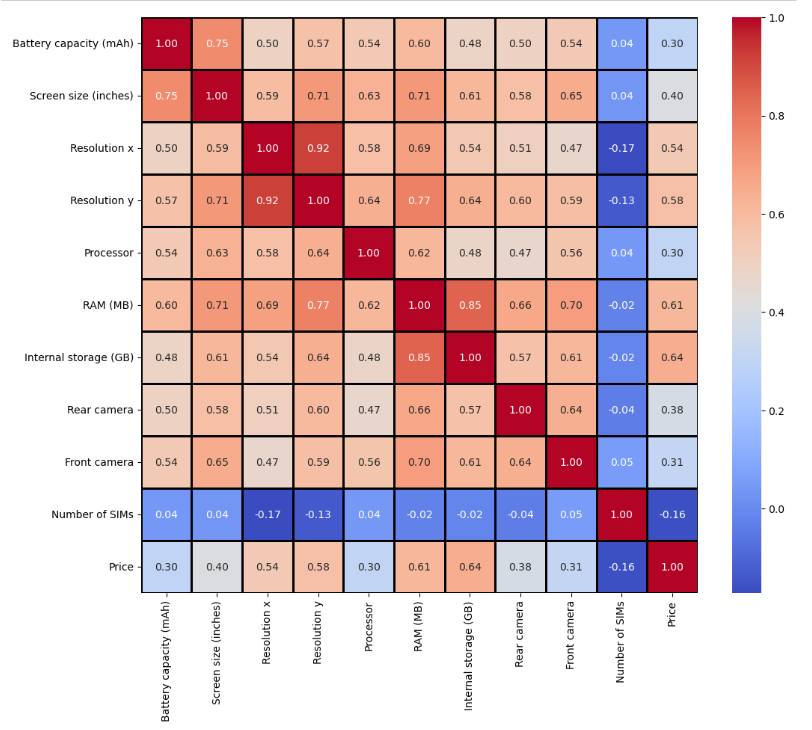 Battery capacity (mAh) 1.00 0.75 0.50 0.57 0.54 0.60 0.48 0.50 0.54 0.04 0.30
Screen size (inches) 0.75 1.00 0.59 0.71 0.63 0.71 0.61 0.58 0.65 0.04 0.40
Resolution x 0.50 0.59 1.00 0.92 0.58 0.69 0.54 0.51 0.47 -0.17 0.54
Resolution y 0.57 0.71 0.92 1.00 0.64 0.77 0.64 0.60 0.59 -0.13 0.58
Processor 0.54 0.63 0.58 0.64 1.00 0.62 0.48 0.47 0.56 0.04 0.30
RAM (MB) 0.60 0.71 0.69 0.77 0.62 1.00 0.85 0.66 0.70 -0.02 0.61
Internal storage (GB) 0.48 0.61 0.54 0.64 0.48 0.85 1.00 0.57 0.61 -0.02 0.64
Rear camera 0.50 0.58 0.51 0.60 0.47 0.66 0.57 1.00 0.64 -0.04 0.38
Front camera 0.54 0.65 0.47 0.59 0.56 0.70 0.61 0.64 1.00 0.05 0.31
Number of SIMs 0.04 0.04 -0.17 -0.13 0.04 -0.02 -0.02 -0.04 0.05 1.00 -0.16
Price 0.30 0.40 0.54 0.58 0.30 0.61 0.64 0.38 0.31 -0.16 1.00
Battery capacity (mAh)
Screen size (inches)
Resolution x
Resolution y
Processor
RAM (MB)
Internal storage (GB)
Rear camera
Front camera
Number of SIMs
Price
1.0
0.8
0.6
0.4
0.2
0.0